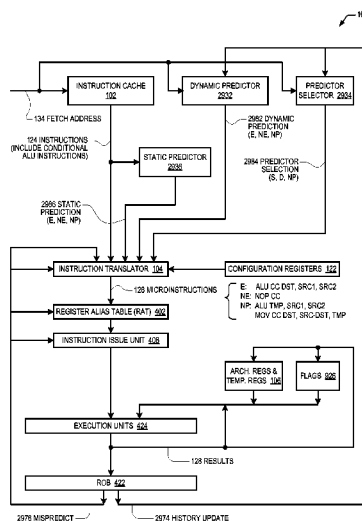 134 FETCH ADDRESS
INSTRUCTION CACHE
102
DYNAMIC PREDICTOR
2932
PREDICTOR
SELECTOR 2934
124 INSTRUCTIONS
(INCLUDE CONDITIONAL
ALU INSTRUCTIONS)
2982 DYNAMIC
PREDICTION
(E, NE, NP)
STATIC PREDICTOR
2936
2984 PREDICTOR
SELECTION
(S, D, NP)
2986 STATIC
PREDICTION
(E, NE, NP)
INSTRUCTION TRANSLATOR 104
CONFIGURATION REGISTERS 122
126 MICROINSTRUCTIONS
E: ALU CC DST, SRC1, SRC2
NE: NOP CC
NP: ALU TMP, SRC1, SRC2
MOV CC DST, SRC-DST, TMP
REGISTER ALIAS TABLE (RAT) 402
INSTRUCTION ISSUE UNIT 408
ARCH. REGS &
TEMP. REGS 106
FLAGS 926
EXECUTION UNITS 424
128 RESULTS
ROB 422
2976 MISPREDICT
2974 HISTORY UPDATE